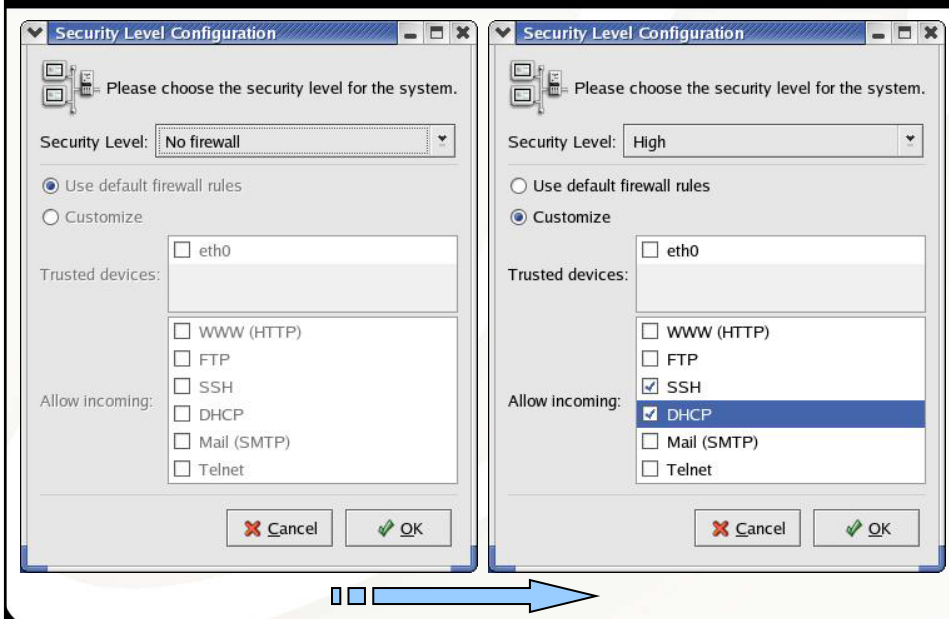 Security Level Configuration
Please choose the security level for the system.
Security Level: No firewall
Use default firewall rules
Customize
Trusted devices:
eth0
Allow incoming:
WWW (HTTP)
FTP
SSH
DHCP
Mail (SMTP)
Telnet
Cancel
OK
Security Level Configuration
Please choose the security level for the system.
Security Level: High
Use default firewall rules
Customize
Trusted devices:
eth0
Allow incoming:
WWW (HTTP)
FTP
SSH
DHCP
Mail (SMTP)
Telnet
Cancel
OK